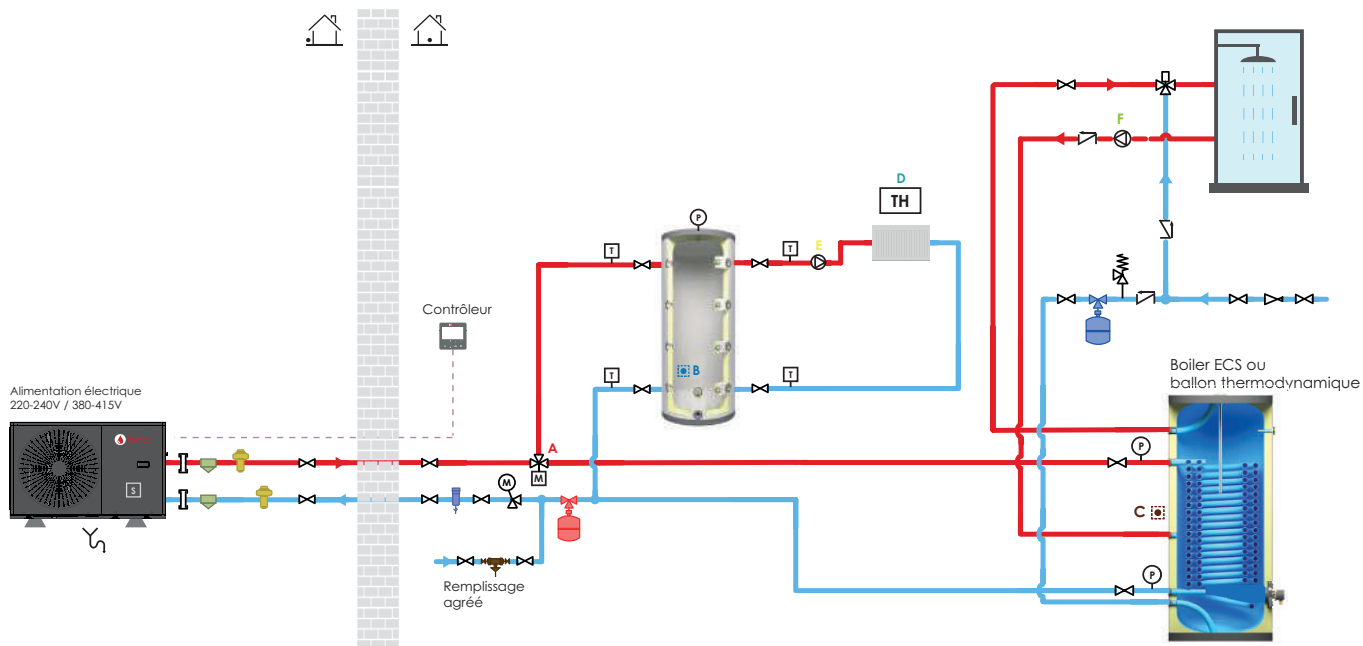 F
D
TH
P
T
T
E
Contrôleur
B
T
T
Boiler ECS ou
ballon thermodynamique
Alimentation électrique
220-240V / 380-415V
A
P
M
S
M
C
Remplissage
agréé
P